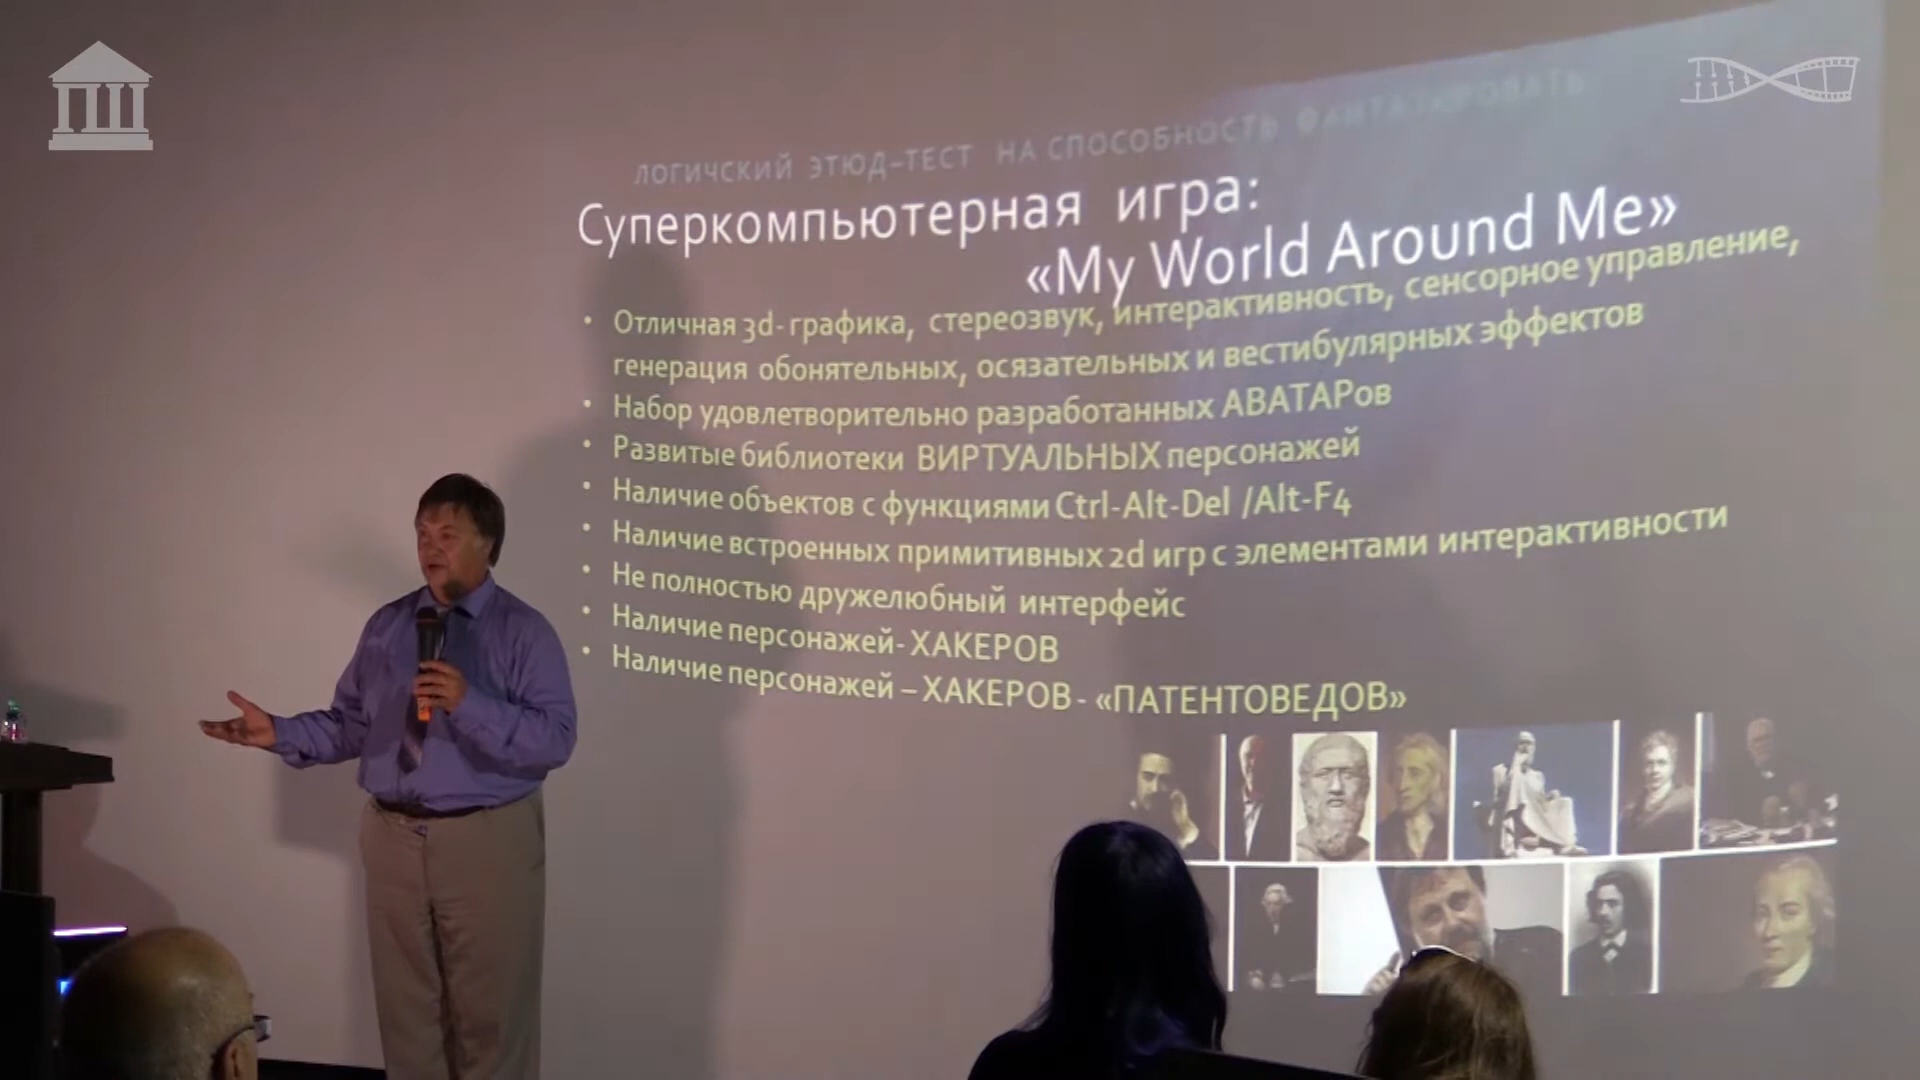 ЛОГИЧСКИЙ ЭТЮД-ТЕСТ НА СПОСОБНОСТЬ ФАНТАЗИРОВАТЬ
Суперкомпьютерная игра:
«My World Around Me»
• Отличная 3d- графика, стереозвук, интерактивность, сенсорное управление,
генерация обонятельных, осязательных и вестибулярных эффектов
• Набор удовлетворительно разработанных АВАТАРов
• Развитые библиотеки ВИРТУАЛЬНЫХ персонажей
• Наличие объектов с функциями Ctrl-Alt-Del /Alt-F4
• Наличие встроенных примитивных 2d игр с элементами интерактивности
• Не полностью дружелюбный интерфейс
• Наличие персонажей- ХАКЕРОВ
• Наличие персонажей – ХАКЕРОВ- «ПАТЕНТОВЕДОВ»